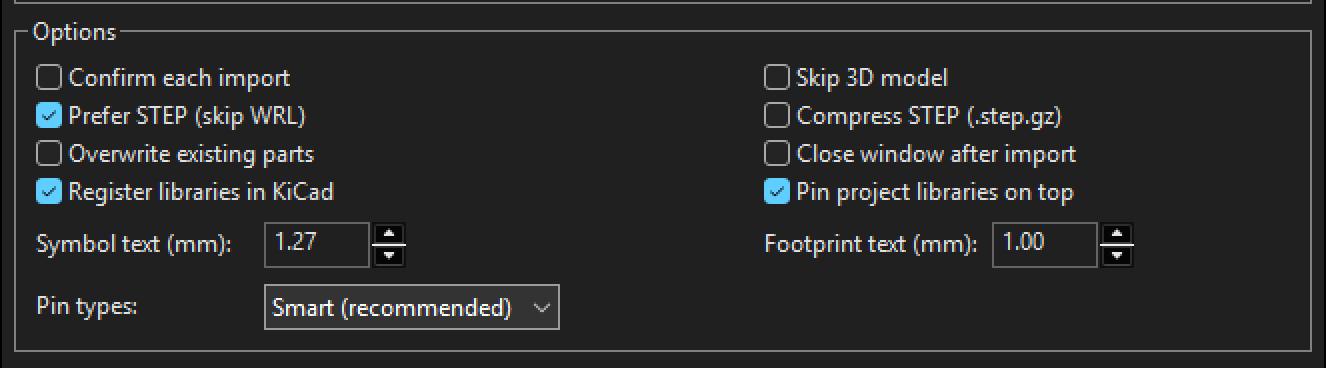 Options
Confirm each import
Skip 3D model
Prefer STEP (skip WRL)
Compress STEP (.step.gz)
Overwrite existing parts
Close window after import
Register libraries in KiCad
Pin project libraries on top
Symbol text (mm): 1.27
Footprint text (mm): 1.00
Pin types: Smart (recommended)